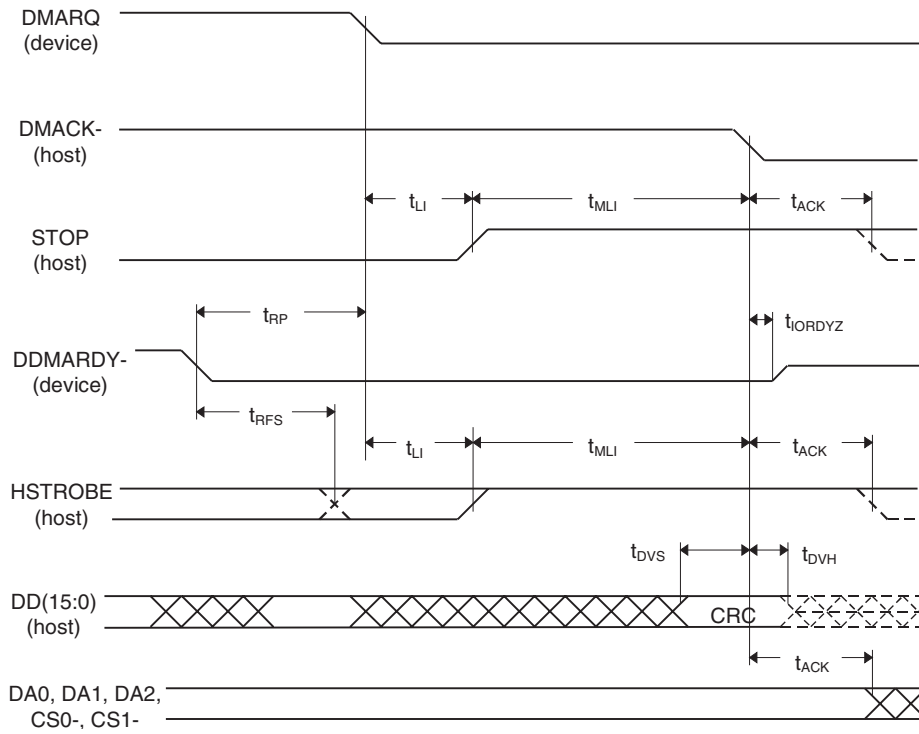 DMARQ
(device)
DMACK-
(host)
tLI
tMLI
tACK
STOP
(host)
tRP
tIORDYZ
DDMARDY-
(device)
tRFS
tLI
tMLI
tACK
HSTROBE
(host)
tDVS
tDVH
DD(15:0)
(host)
CRC
tACK
DA0, DA1, DA2,
CS0-, CS1-